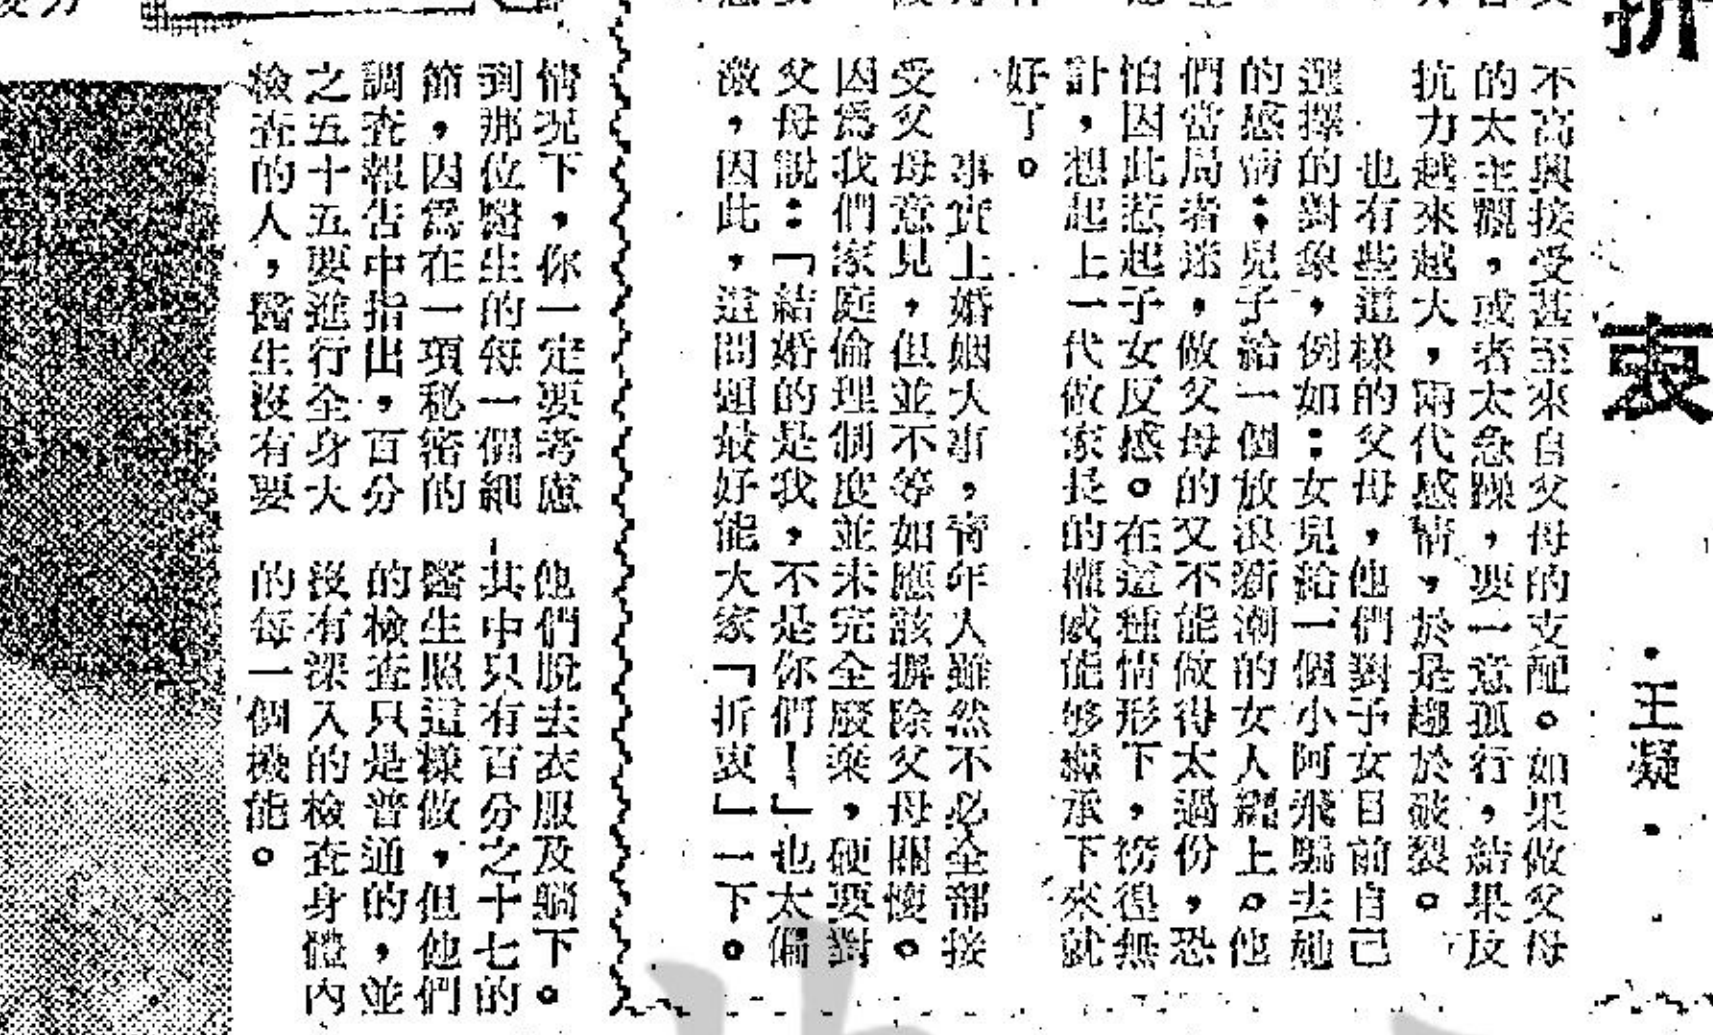 折衷
·王凝·
不高興接受甚至來自父母的支配。如果做父母
的太主觀，或者太急躁，要一意孤行，結果反
抗力越來越大，兩代感情，於是趨於破裂。
也有些這樣的父母，他們對子女目前自己
選擇的對象，例如：女兒給一個小阿飛騙去她
的感情；兒子給一個放浪新潮的女人纏上。他
們當局者迷，做父母的又不能做得太過份，恐
怕因此惹起子女反感。在這種情形下，徬徨無
計，想起上一代做家長的權威能够繼承下來就
好了。
事實上婚姻大事，青年人雖然不必全部接
受父母意見，但並不等如應該摒除父母關懷。
因爲我們家庭倫理制度並未完全廢棄，硬要對
父母說：「結婚的是我，不是你們！」也太偏
激，因此，這問題最好能大家「折衷」一下。
情況下，你一定要考慮
到那位醫生的每一個細
節，因爲在一項秘密的
調查報告中指出，百分
之五十五要進行全身大
檢查的人，醫生沒有要
他們脫去衣服及躺下。
其中只有百分之十七的
醫生照這樣做，但他們
的檢查只是普通的，並
沒有深入的檢查身體內
的每一個機能。